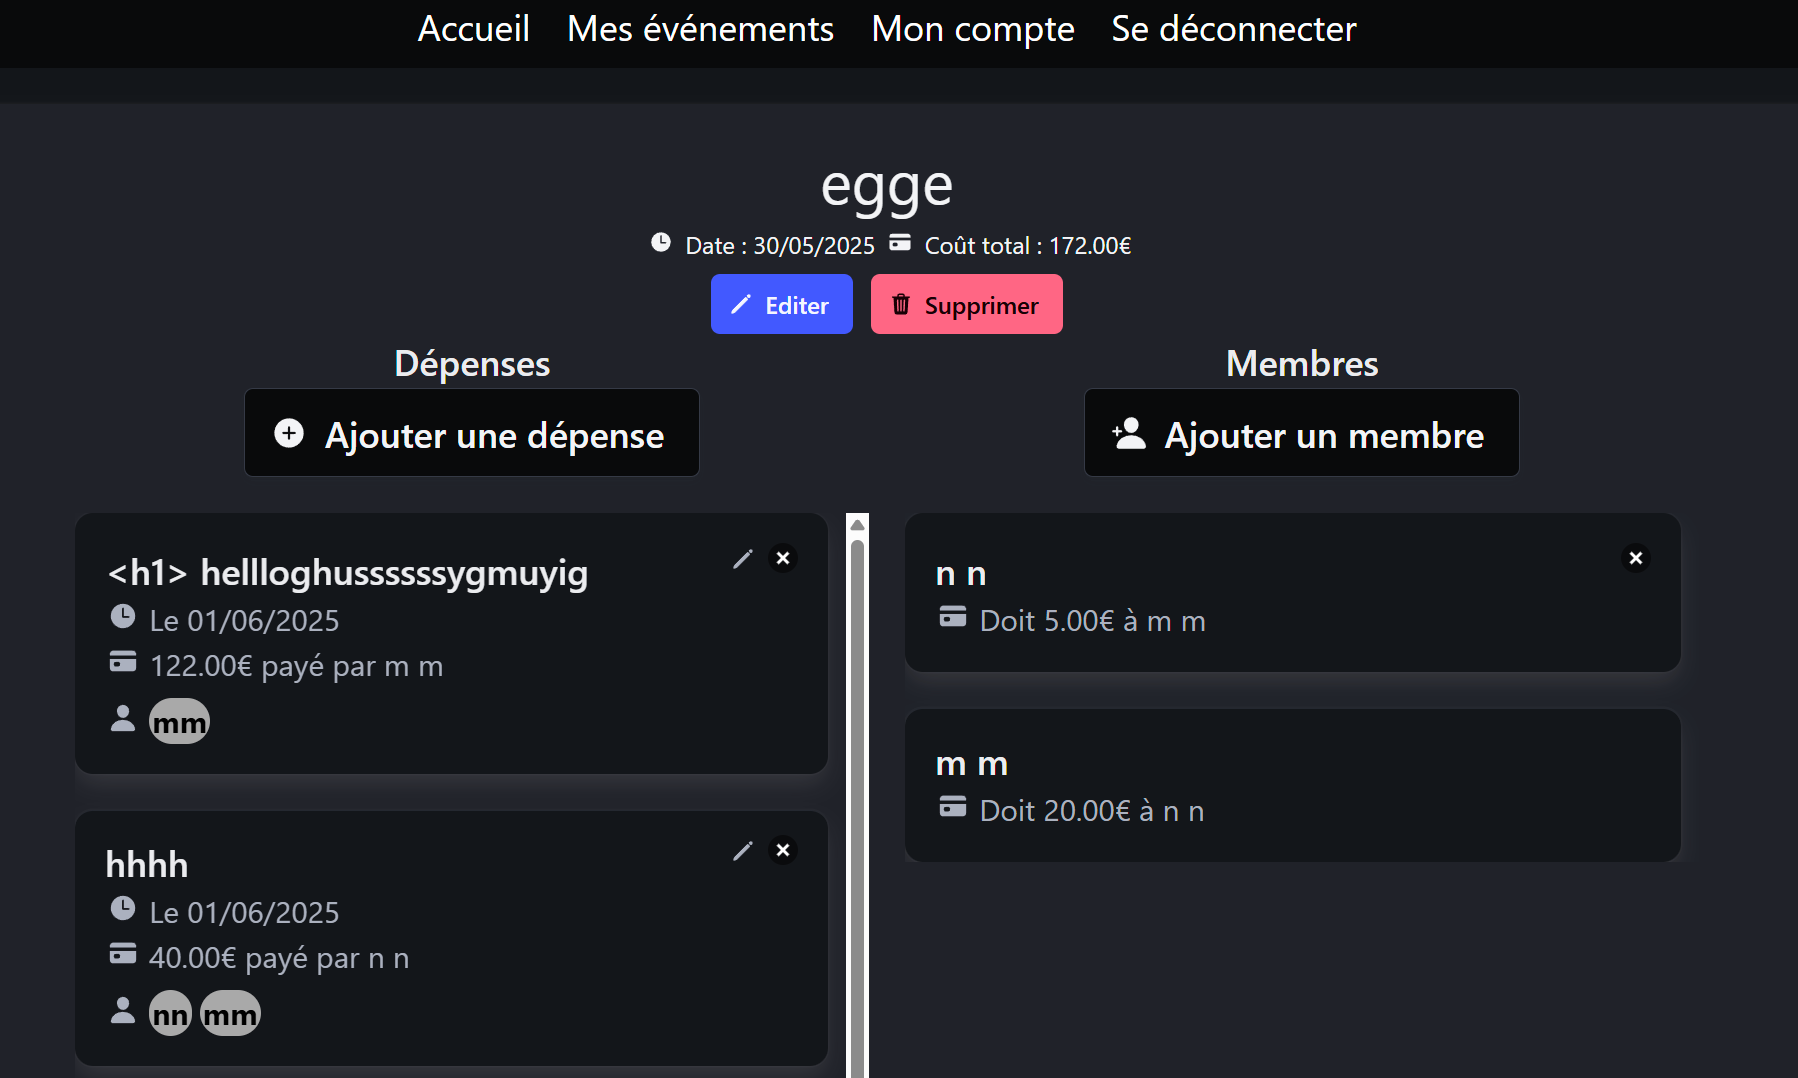 Accueil Mes événements Mon compte Se déconnecter
egge
Date : 30/05/2025 Coût total : 172.00€
Editer Supprimer
Dépenses
Ajouter une dépense
<h1> hellloghussssssygmuyig
Le 01/06/2025
122.00€ payé par m m
mm
hhhh
Le 01/06/2025
40.00€ payé par n n
nn mm
Membres
Ajouter un membre
n n
Doit 5.00€ à m m
m m
Doit 20.00€ à n n